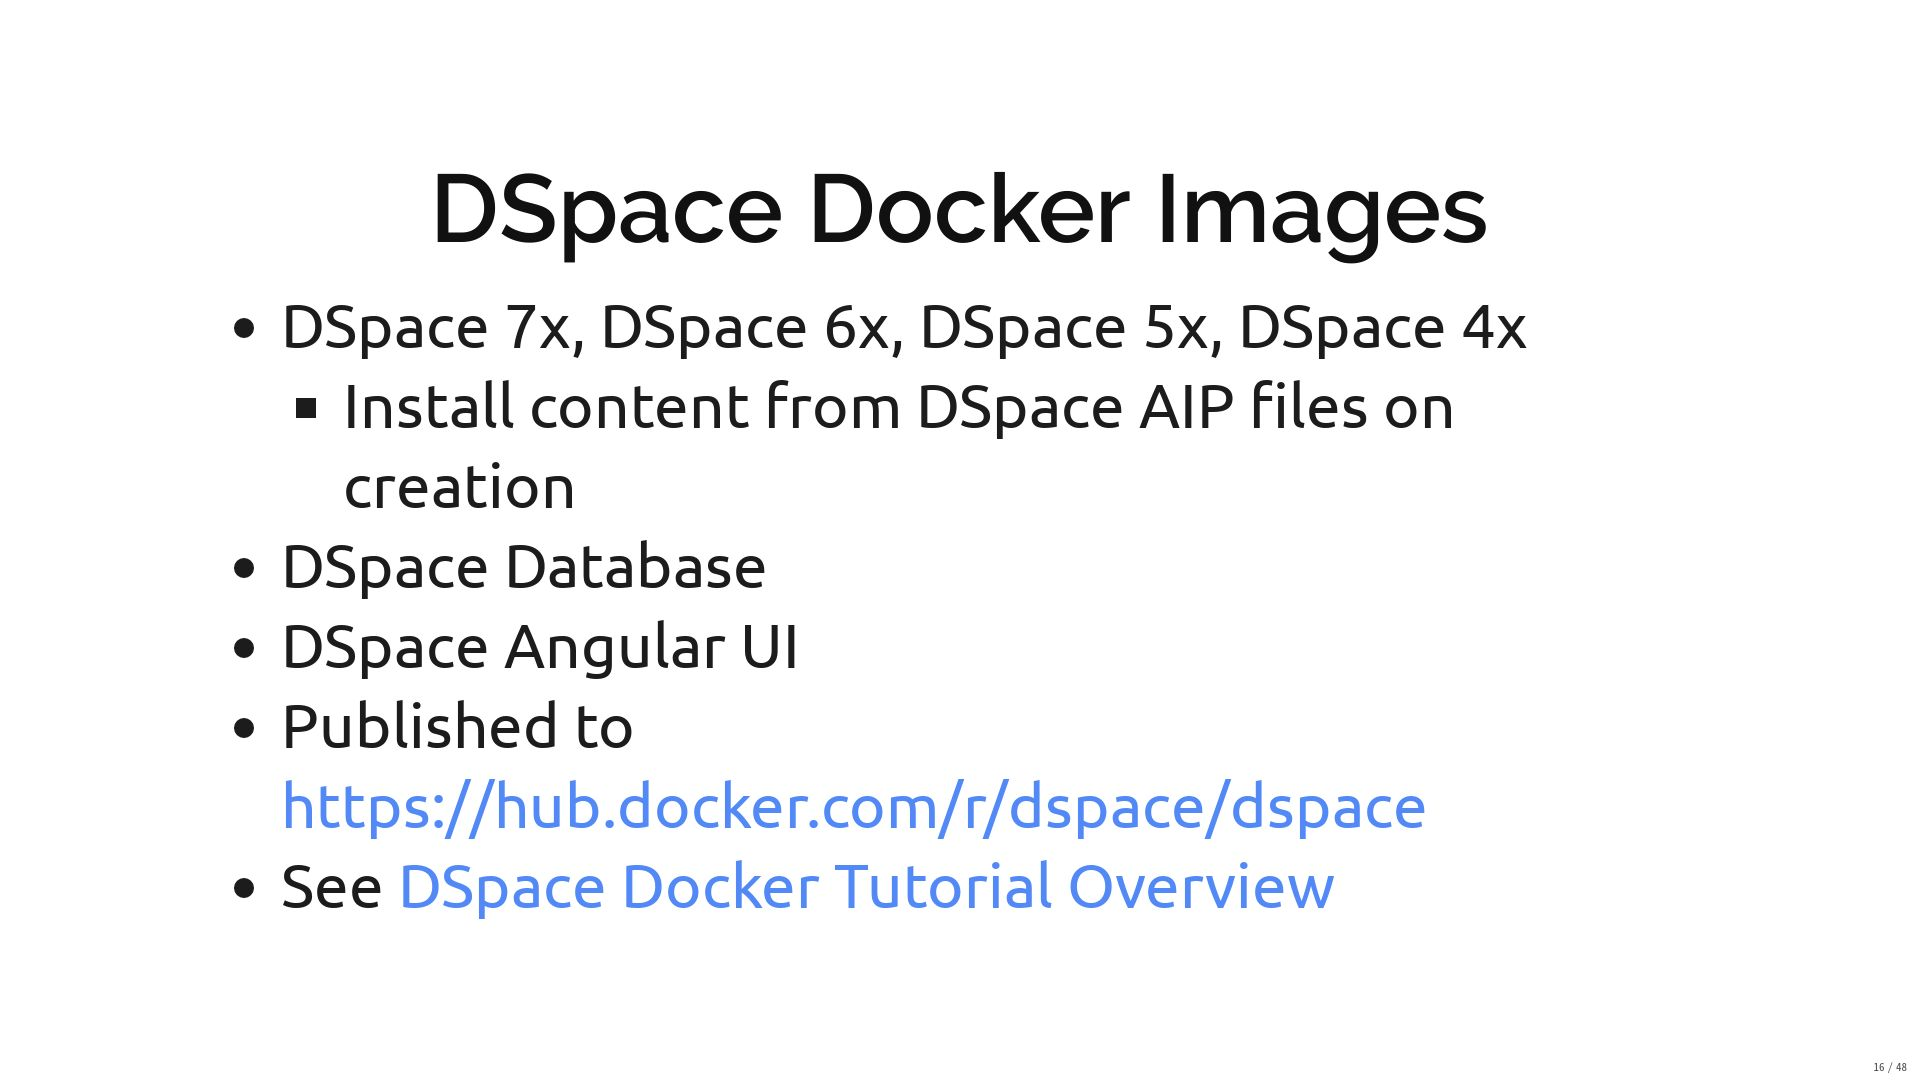 DSpace Docker Images
DSpace 7x, DSpace 6x, DSpace 5x, DSpace 4x
Install content from DSpace AIP files on
creation
DSpace Database
DSpace Angular UI
Published to
https://hub.docker.com/r/dspace/dspace
See DSpace Docker Tutorial Overview
16 / 48